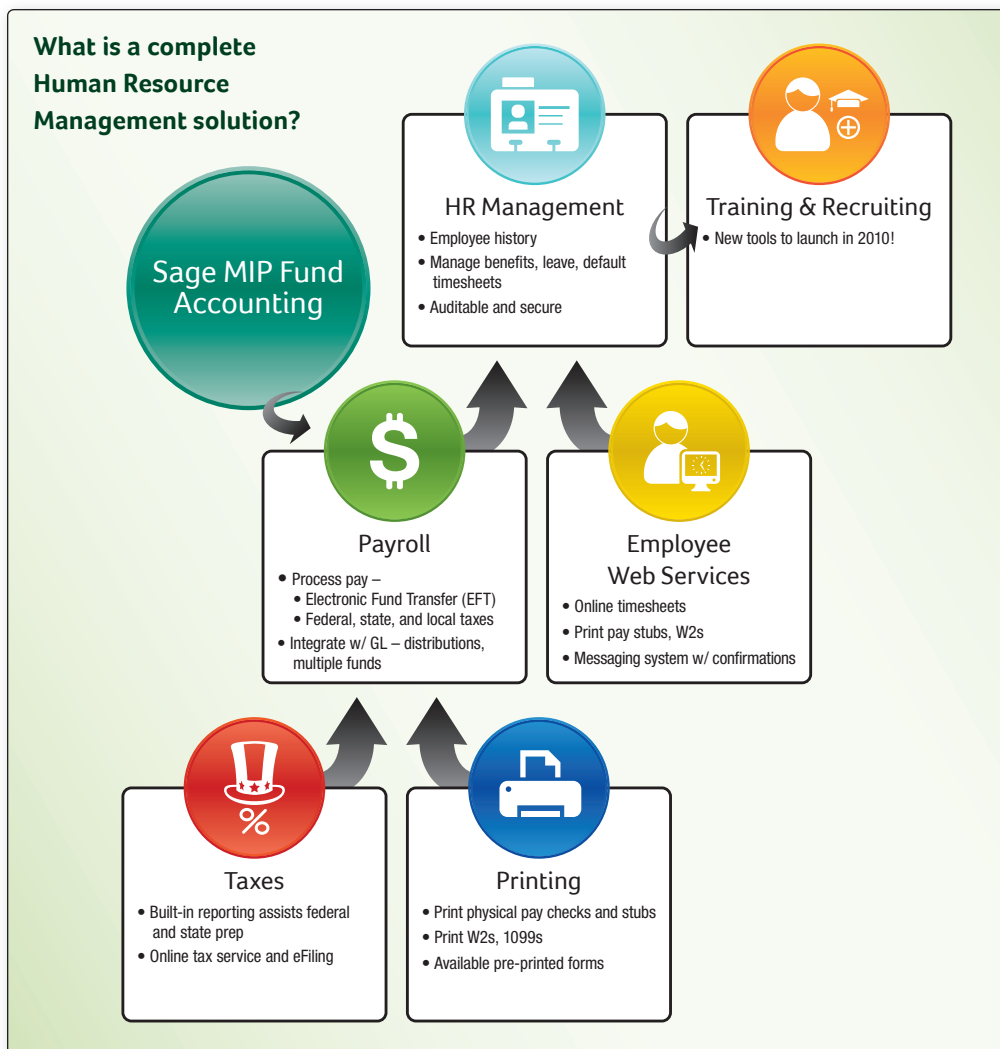 What is a complete
Human Resource
Management solution?
Sage MIP Fund
Accounting
HR Management
• Employee history
• Manage benefits, leave, default
timesheets
• Auditable and secure
Training & Recruiting
• New tools to launch in 2010!
$
Payroll
• Process pay –
• Electronic Fund Transfer (EFT)
• Federal, state, and local taxes
• Integrate w/ GL – distributions,
multiple funds
Employee
Web Services
• Online timesheets
• Print pay stubs, W2s
• Messaging system w/ confirmations
%
Taxes
• Built-in reporting assists federal
and state prep
• Online tax service and eFiling
Printing
• Print physical pay checks and stubs
• Print W2s, 1099s
• Available pre-printed forms